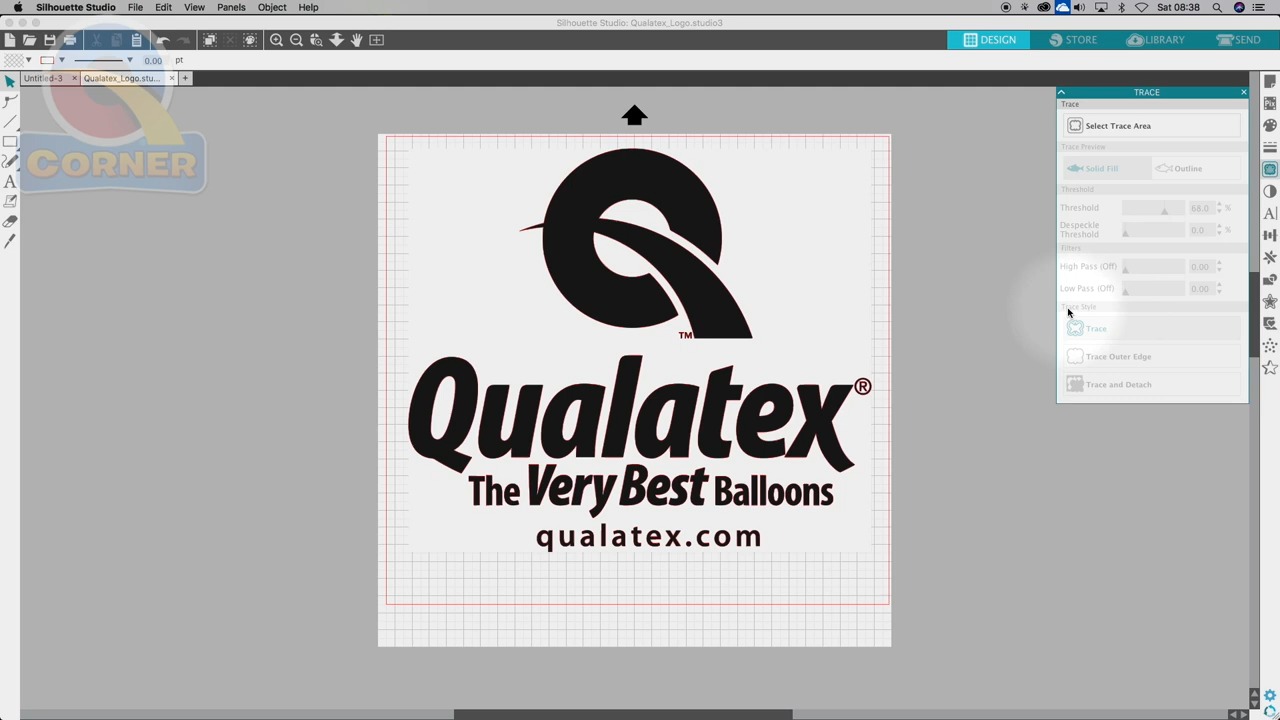 Silhouette Studio File Edit View Panels Object Help Sat 08:38
Silhouette Studio: Qualatex_Logo.studio3
DESIGN STORE LIBRARY SEND
0.00 pt
Untitled-3 × Qualatex_Logo.stu... × +
CORNER
TRACE
Trace
Select Trace Area
Trace Preview
Solid Fill Outline
Threshold
Threshold 68.0 %
Despeckle Threshold 0.0 %
Filters
High Pass (Off) 0.00
Low Pass (Off) 0.00
Trace Style
Trace
Trace Outer Edge
Trace and Detach
TM
Qualatex®
The Very Best Balloons
qualatex.com